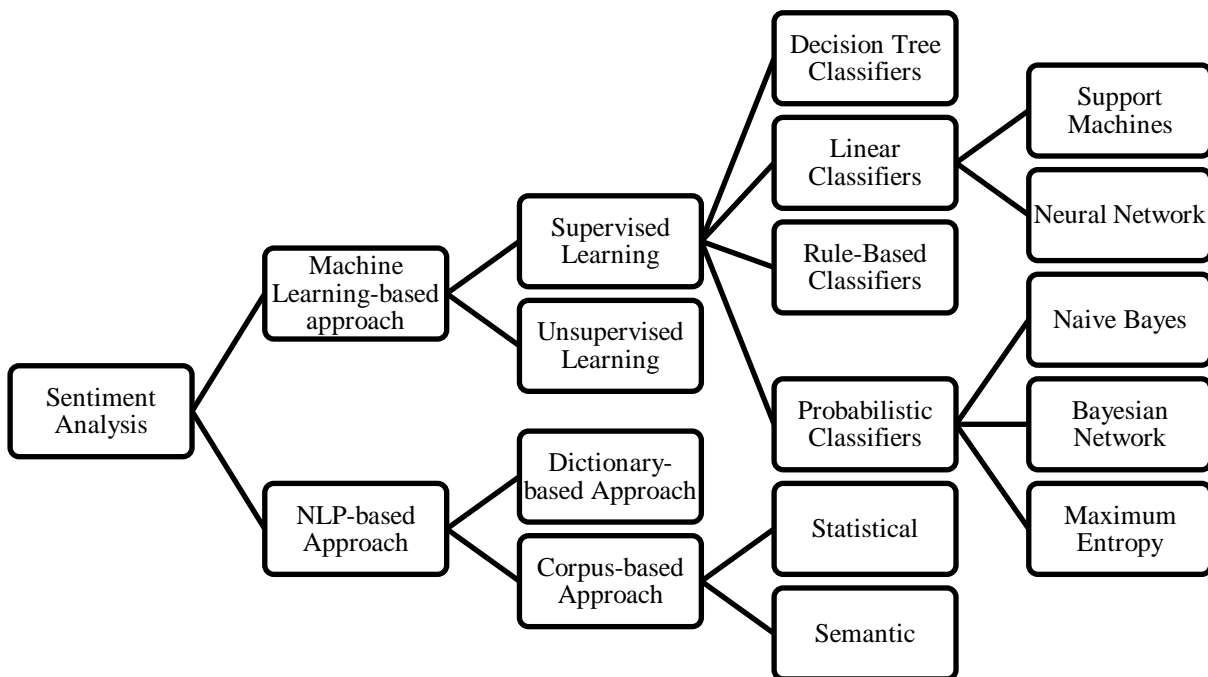 Sentiment
Analysis
Machine
Learning-based
approach
NLP-based
Approach
Supervised
Learning
Unsupervised
Learning
Dictionary-
based Approach
Corpus-based
Approach
Decision Tree
Classifiers
Linear
Classifiers
Rule-Based
Classifiers
Probabilistic
Classifiers
Statistical
Semantic
Support
Machines
Neural Network
Naive Bayes
Bayesian
Network
Maximum
Entropy